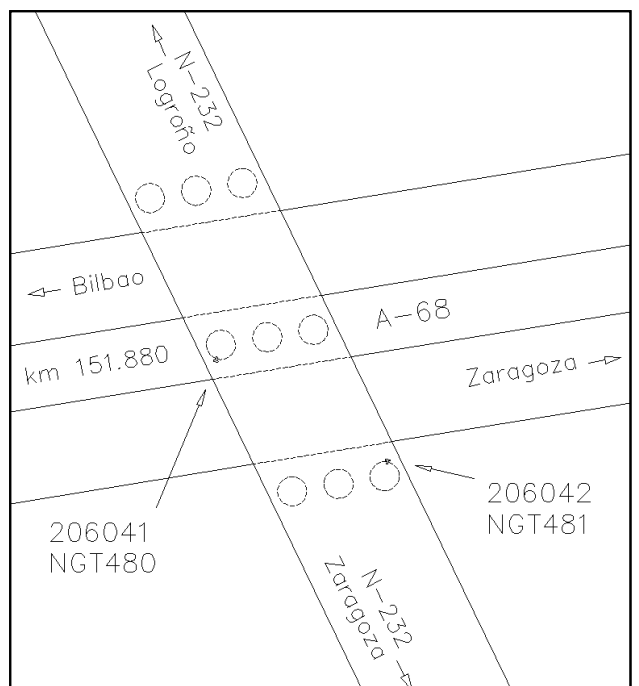 N-232
Logroño
Bilbao
A-68
km 151.880
Zaragoza
206041
NGT480
206042
NGT481
N-232
Zaragoza